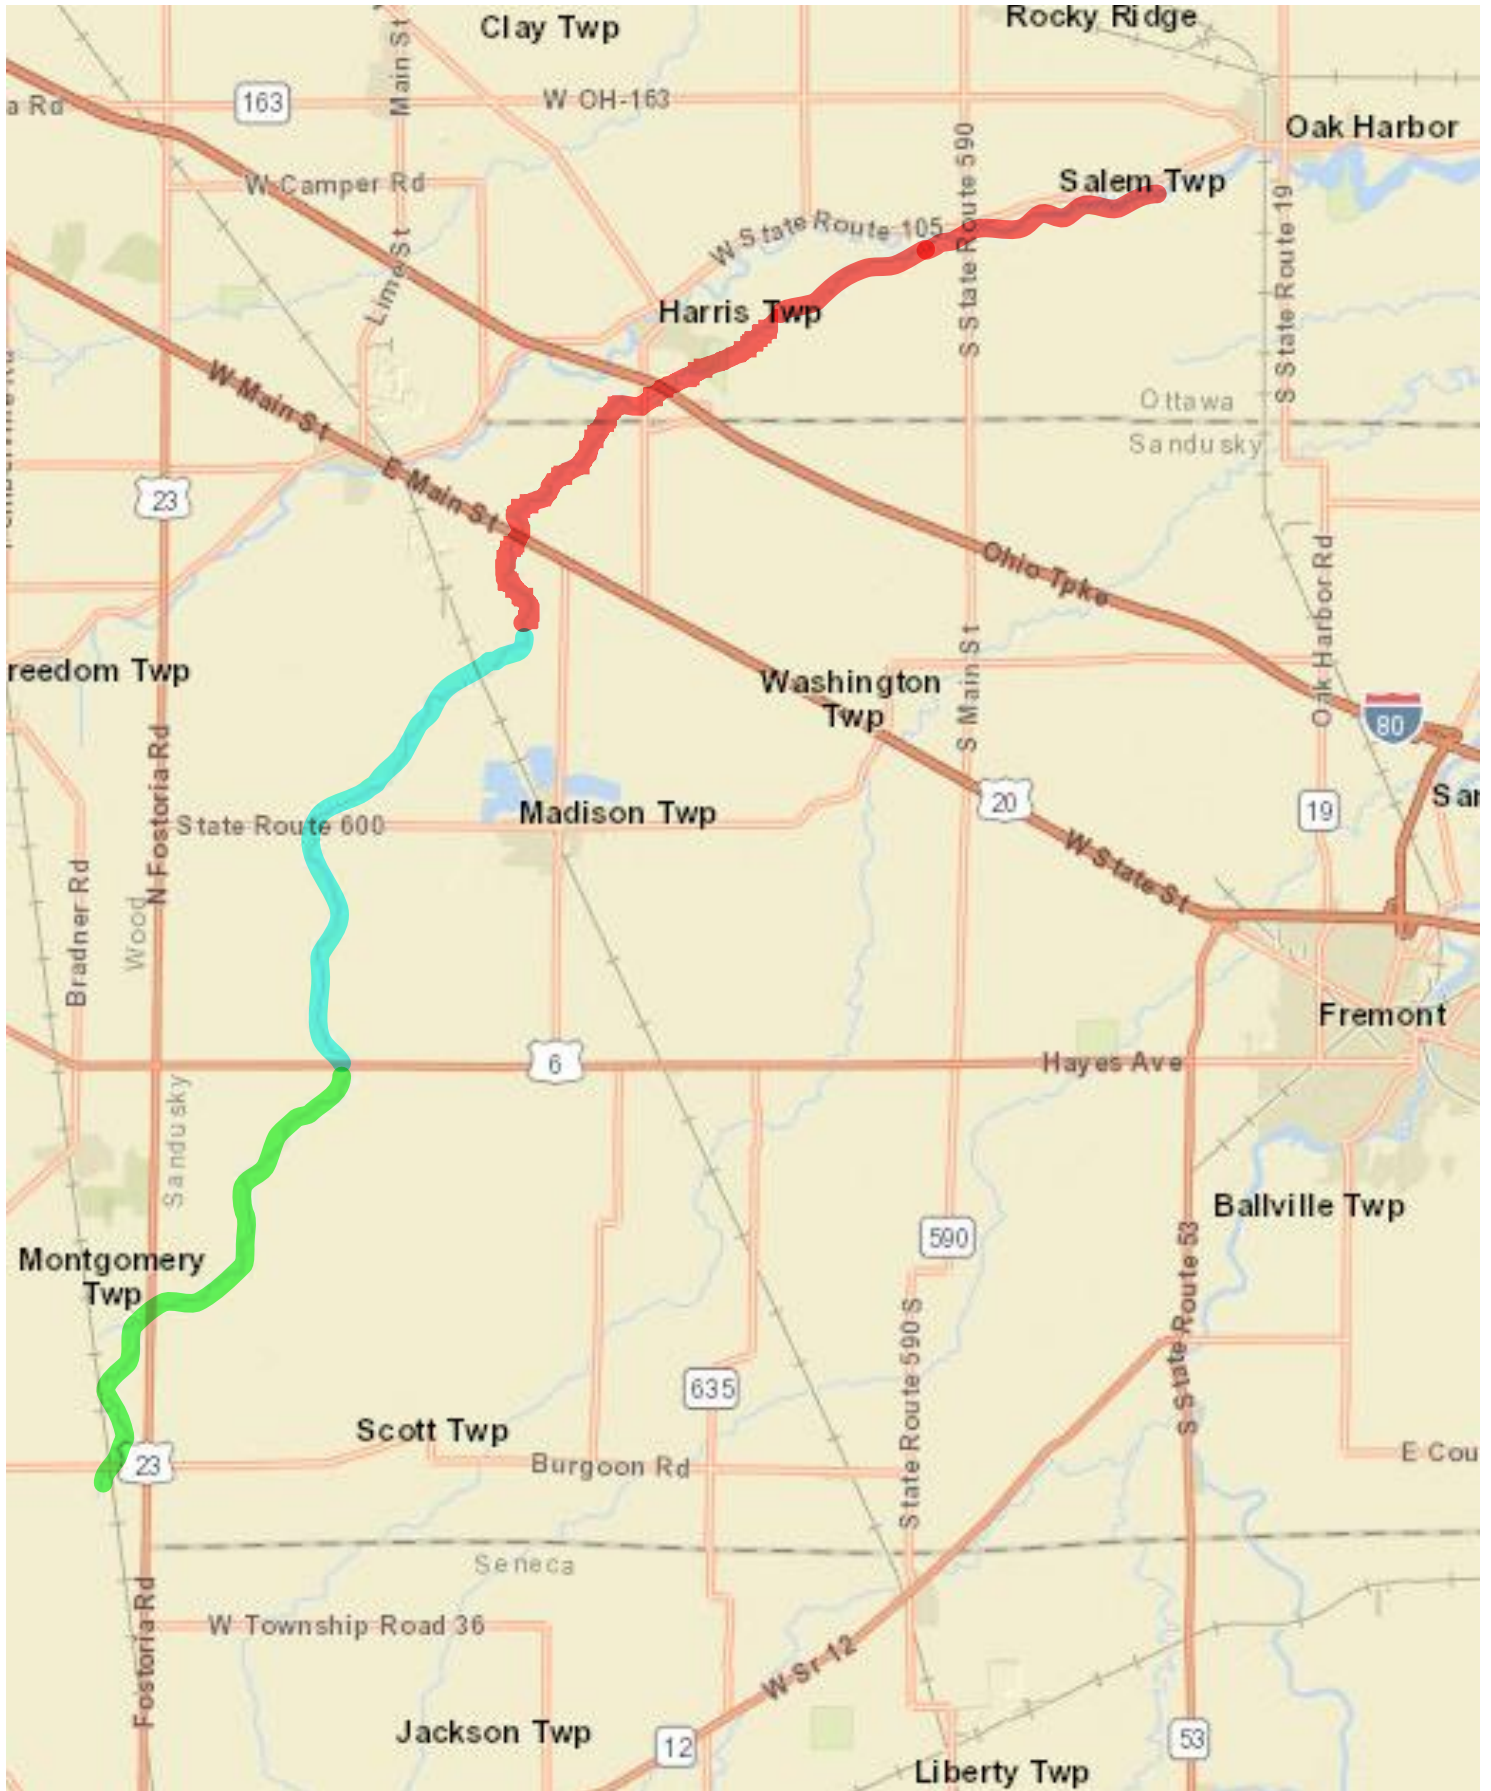 Clay Twp
Rocky Ridge
Main St
a Rd
163
W OH-163
Oak Harbor
W Camper Rd
Salem Twp
S State Route 590
S State Route 19
W State Route 105
Lime St
Harris Twp
W Main St
Ottawa
Sandusky
E Main St
23
Ohio Tpke
Oak Harbor Rd
reedom Twp
Washington
Twp
S Main St
80
N Fostoria Rd
State Route 600
Madison Twp
20
19
San
W State St
Bradner Rd
Wood
Sandusky
Fremont
6
Hayes Ave
Ballville Twp
590
Montgomery
Twp
S State Route 53
State Route 590 S
635
Scott Twp
23
Burgoon Rd
E Cou
Seneca
Fostoria Rd
W Township Road 36
W Sr 12
Jackson Twp
12
53
Liberty Twp